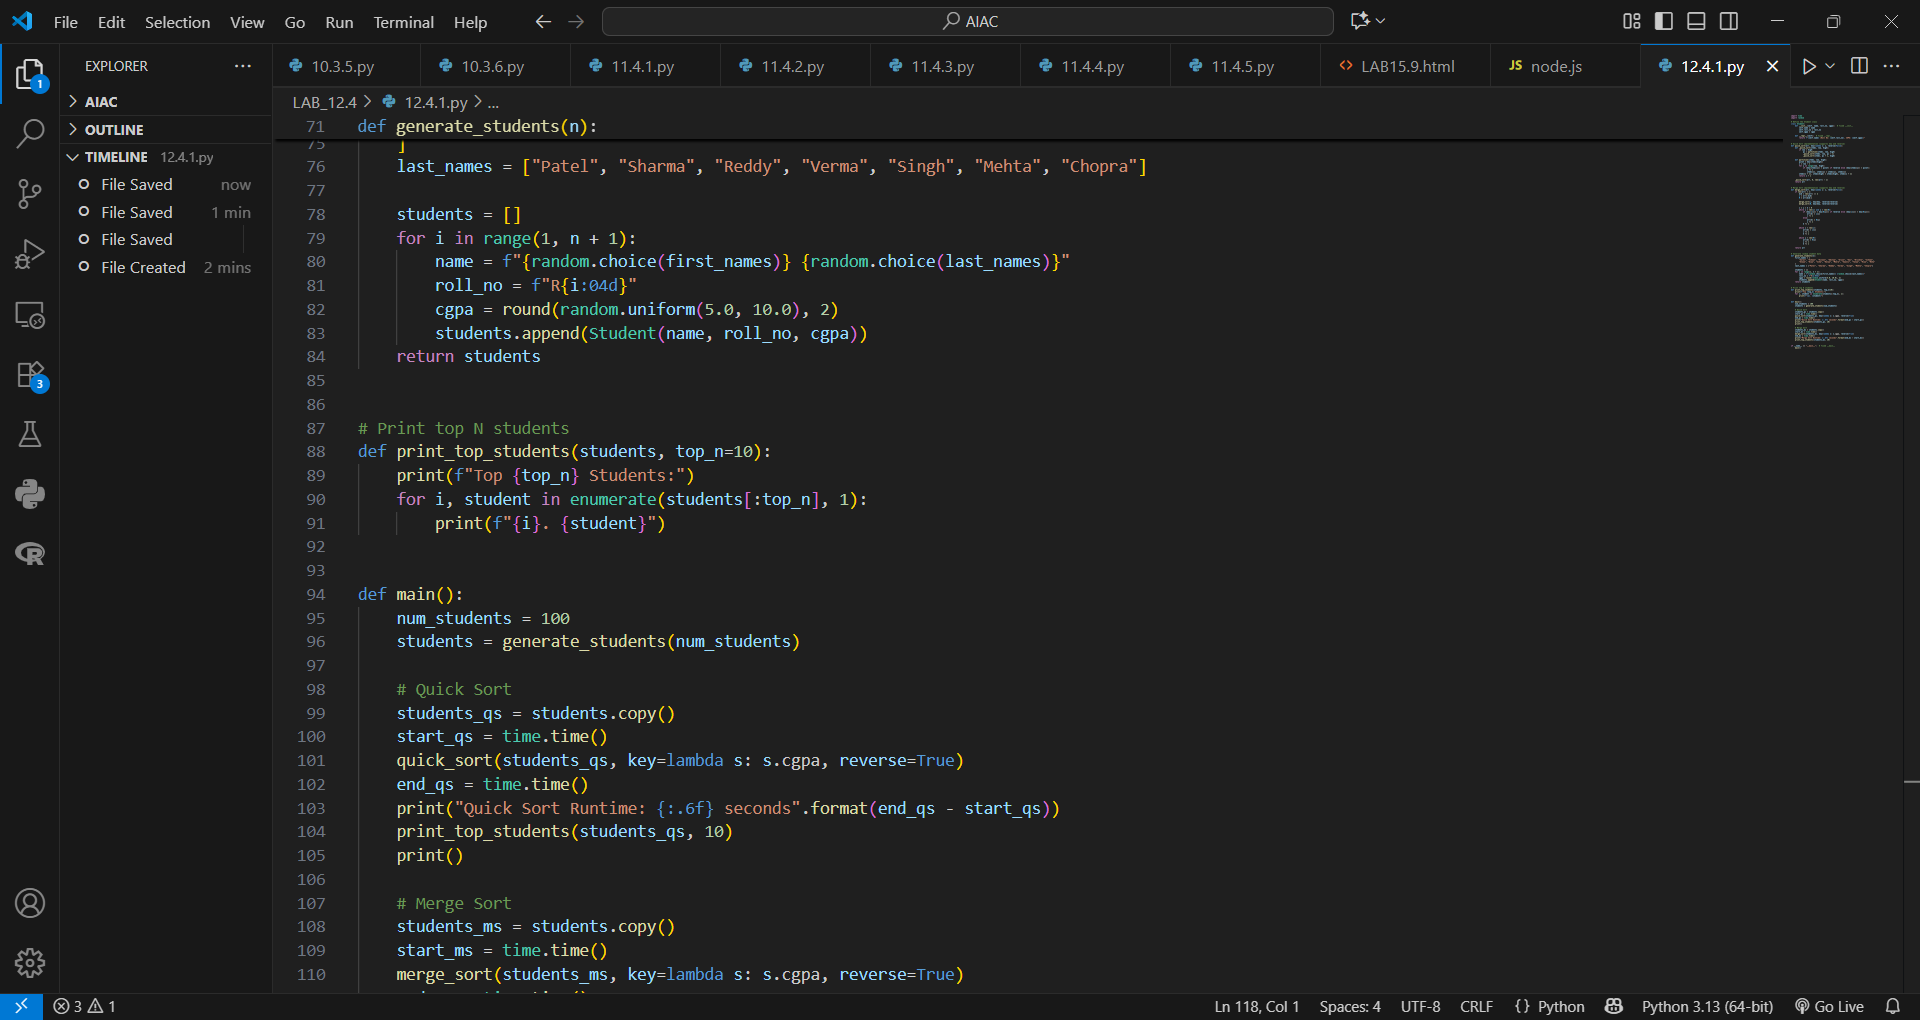 File Edit Selection View Go Run Terminal Help
AIAC
EXPLORER
AIAC
OUTLINE
TIMELINE 12.4.1.py
File Saved now
File Saved 1 min
File Saved
File Created 2 mins
1
3
10.3.5.py
10.3.6.py
11.4.1.py
11.4.2.py
11.4.3.py
11.4.4.py
11.4.5.py
LAB15.9.html
JS node.js
12.4.1.py
LAB_12.4 > 12.4.1.py > ...
71 def generate_students(n):
75 ]
76 last_names = ["Patel", "Sharma", "Reddy", "Verma", "Singh", "Mehta", "Chopra"]
77
78 students = []
79 for i in range(1, n + 1):
80 name = f"{random.choice(first_names)} {random.choice(last_names)}"
81 roll_no = f"R{i:04d}"
82 cgpa = round(random.uniform(5.0, 10.0), 2)
83 students.append(Student(name, roll_no, cgpa))
84 return students
85
86
87 # Print top N students
88 def print_top_students(students, top_n=10):
89 print(f"Top {top_n} Students:")
90 for i, student in enumerate(students[:top_n], 1):
91 print(f"{i}. {student}")
92
93
94 def main():
95 num_students = 100
96 students = generate_students(num_students)
97
98 # Quick Sort
99 students_qs = students.copy()
100 start_qs = time.time()
101 quick_sort(students_qs, key=lambda s: s.cgpa, reverse=True)
102 end_qs = time.time()
103 print("Quick Sort Runtime: {:.6f} seconds".format(end_qs - start_qs))
104 print_top_students(students_qs, 10)
105 print()
106
107 # Merge Sort
108 students_ms = students.copy()
109 start_ms = time.time()
110 merge_sort(students_ms, key=lambda s: s.cgpa, reverse=True)
3 1
Ln 118, Col 1 Spaces: 4 UTF-8 CRLF {} Python Python 3.13 (64-bit) Go Live